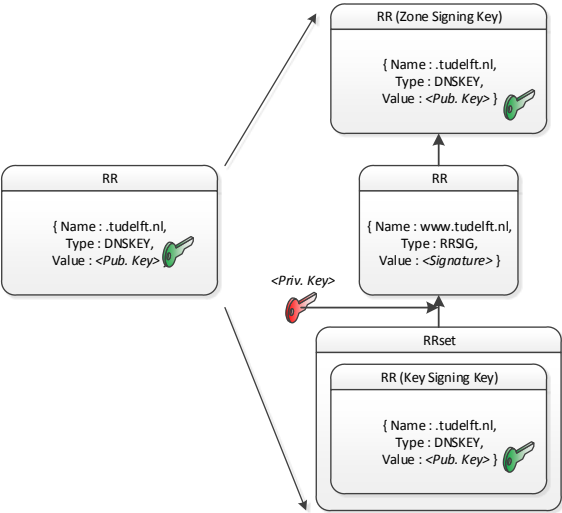 RR (Zone Signing Key)
{ Name : .tudelft.nl,
Type : DNSKEY,
Value : <Pub. Key> }
RR
{ Name : .tudelft.nl,
Type : DNSKEY,
Value : <Pub. Key>
RR
{ Name : www.tudelft.nl,
Type : RRSIG,
Value : <Signature> }
<Priv. Key>
RRset
RR (Key Signing Key)
{ Name : .tudelft.nl,
Type : DNSKEY,
Value : <Pub. Key> }